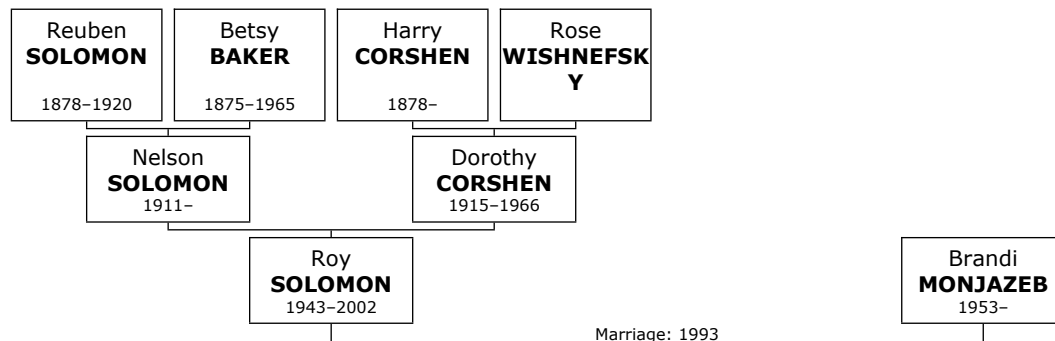 Reuben
SOLOMON
1878–1920
Betsy
BAKER
1875–1965
Harry
CORSHEN
1878–
Rose
WISHNEFSK
Y
Nelson
SOLOMON
1911–
Dorothy
CORSHEN
1915–1966
Roy
SOLOMON
1943–2002
Brandi
MONJAZEB
1953–
Marriage: 1993